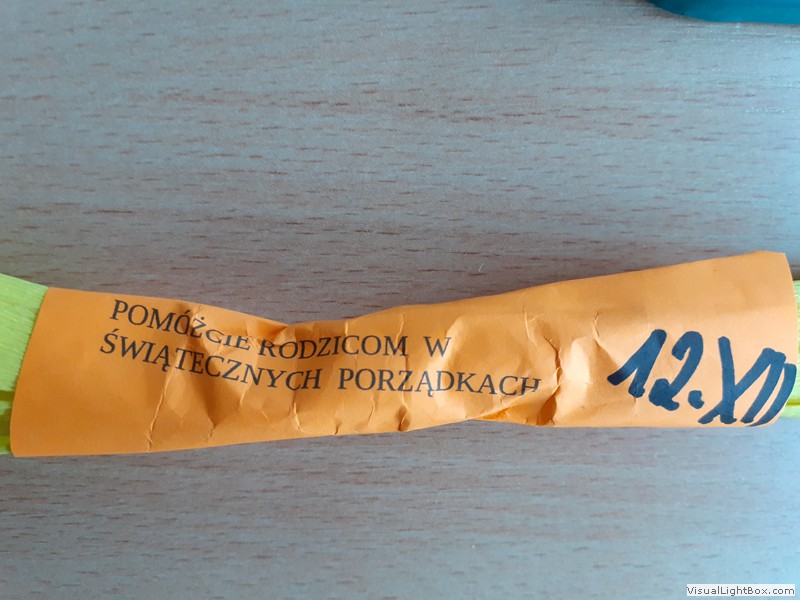 POMÓŻCIE RODZICOM W
ŚWIĄTECZNYCH PORZĄDKACH
12.XII
VisualLightBox.com